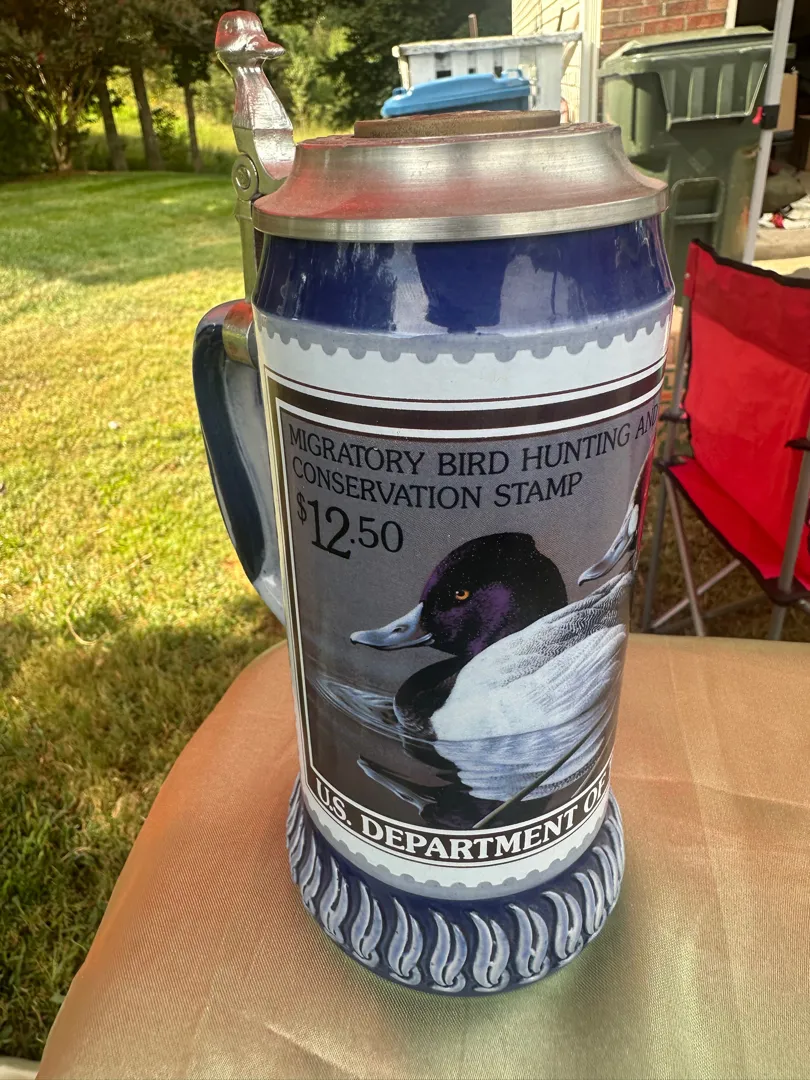 MIGRATORY BIRD HUNTING AND
CONSERVATION STAMP
$12.50
U.S. DEPARTMENT OF